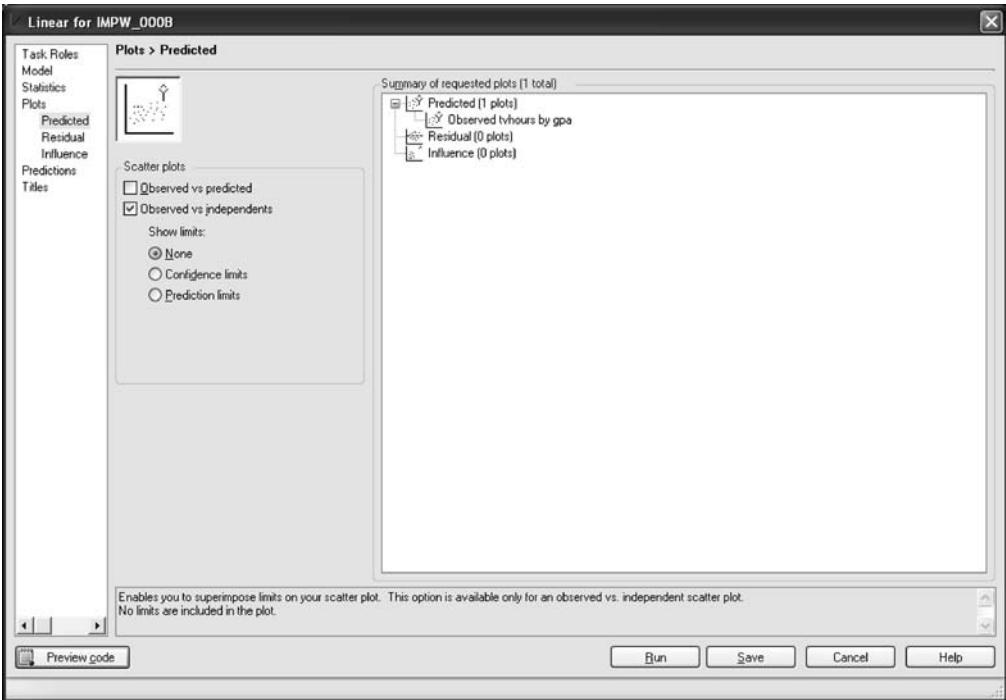 Linear for IMPW_000B
Task Roles
Model
Statistics
Plots
Predicted
Residual
Influence
Predictions
Titles
Plots > Predicted
Scatter plots
Observed vs predicted
Observed vs independents
Show limits:
None
Confidence limits
Prediction limits
Summary of requested plots (1 total)
Predicted (1 plots)
Observed tvhours by gpa
Residual (0 plots)
Influence (0 plots)
Enables you to superimpose limits on your scatter plot. This option is available only for an observed vs. independent scatter plot.
No limits are included in the plot.
Preview code
Run
Save
Cancel
Help